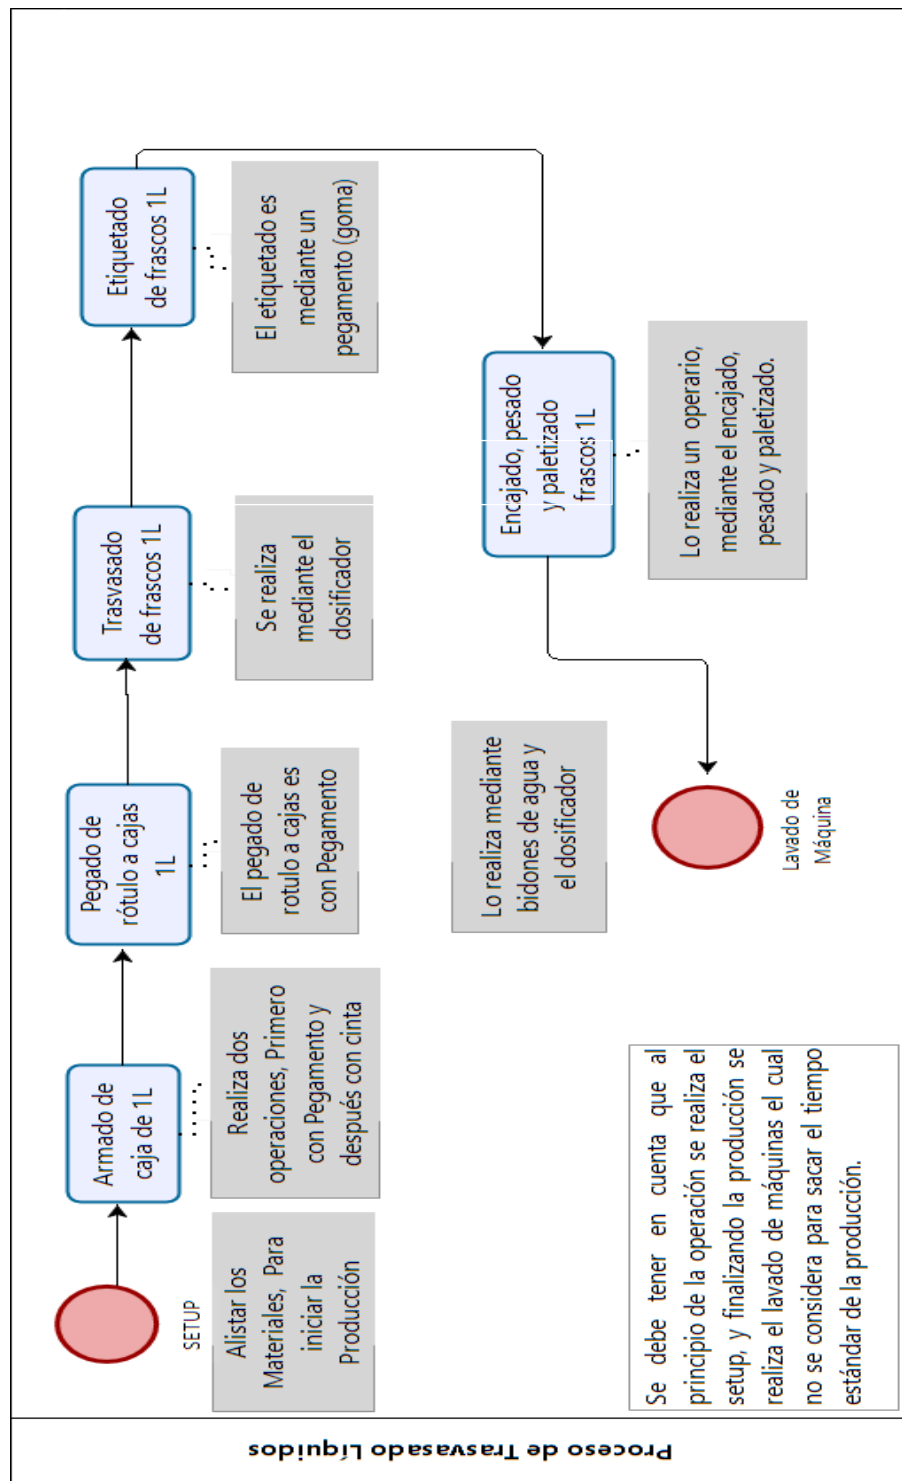 Proceso de Trasvasado Líquidos
SETUP
Alistar los
Materiales, Para
iniciar la
Producción
Armado de
caja de 1L
Realiza dos
operaciones, Primero
con Pegamento y
después con cinta
Pegado de
rótulo a cajas
1L
El pegado de
rotulo a cajas es
con Pegamento
Trasvasado
de frascos 1L
Se realiza
mediante el
dosificador
Etiquetado
de frascos 1L
El etiquetado es
mediante un
pegamento (goma)
Encajado, pesado
y paletizado
frascos 1L
Lo realiza un operario,
mediante el encajado,
pesado y paletizado.
Lo realiza mediante
bidones de agua y
el dosificador
Lavado de
Máquina
Se debe tener en cuenta que al
principio de la operación se realiza el
setup, y finalizando la producción se
realiza el lavado de máquinas el cual
no se considera para sacar el tiempo
estándar de la producción.